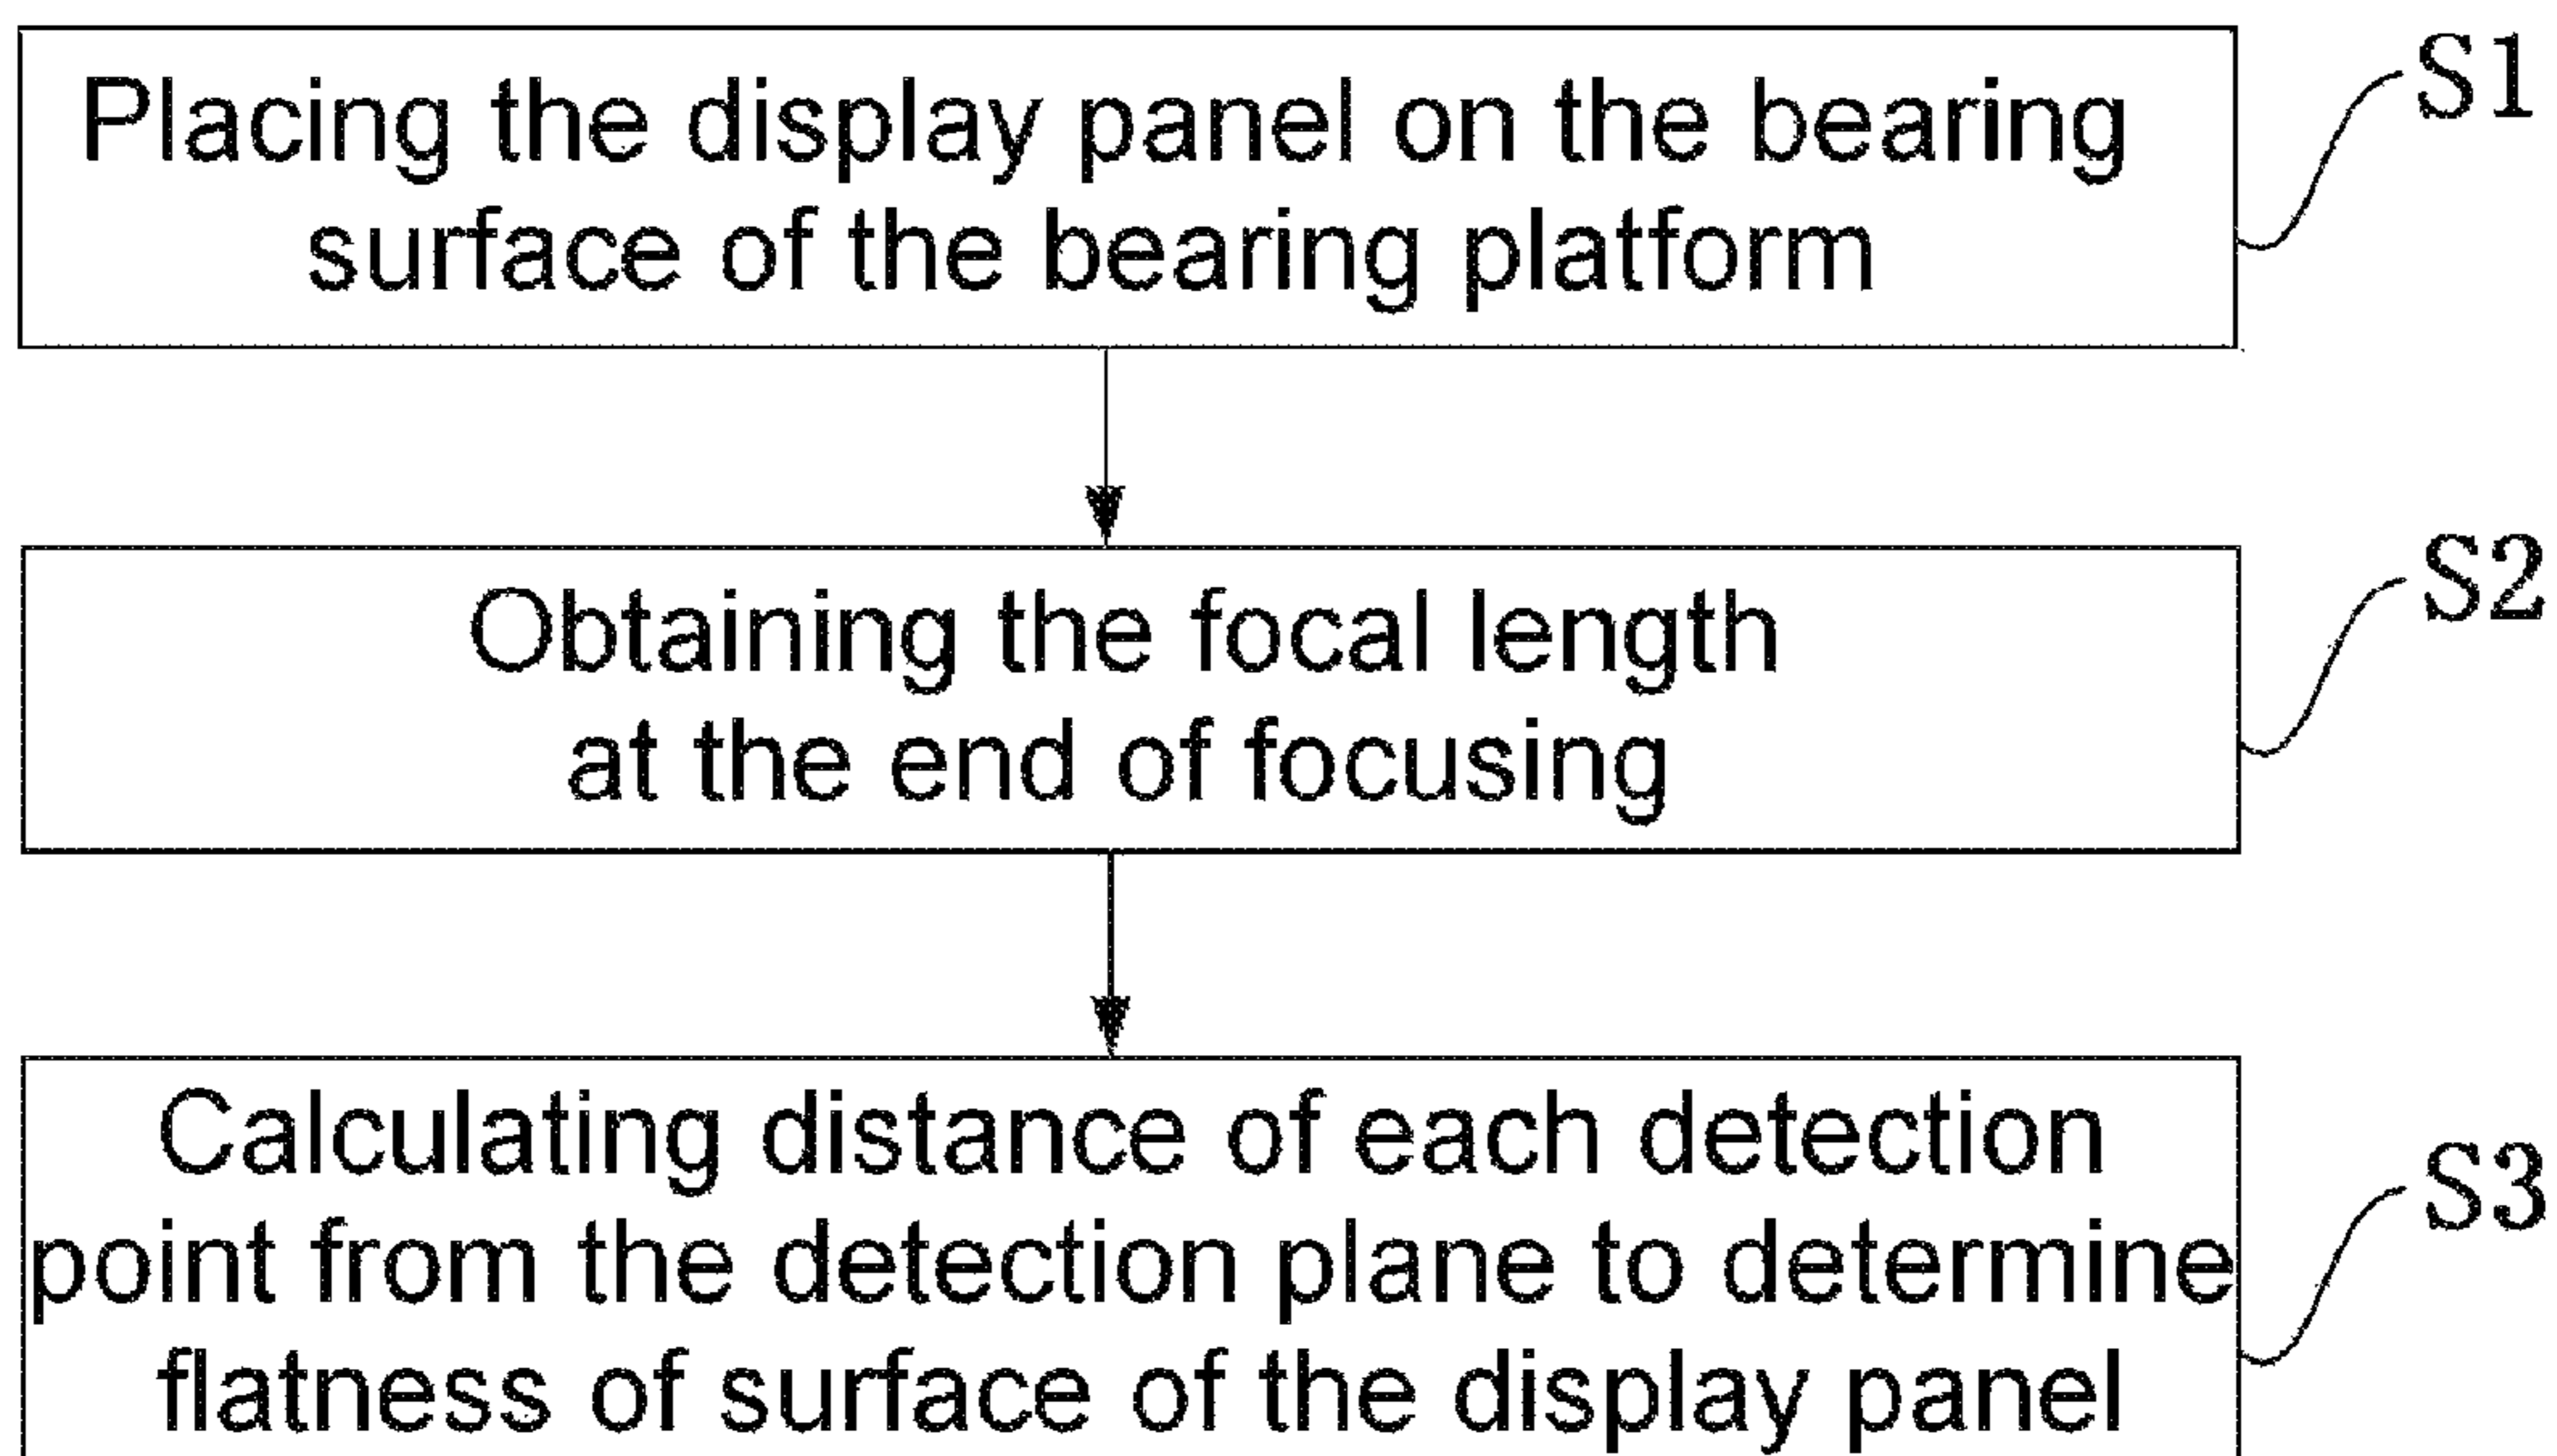 Placing the display panel on the bearing
surface of the bearing platform
S1
Obtaining the focal length
at the end of focusing
S2
Calculating distance of each detection
point from the detection plane to determine
flatness of surface of the display panel
S3